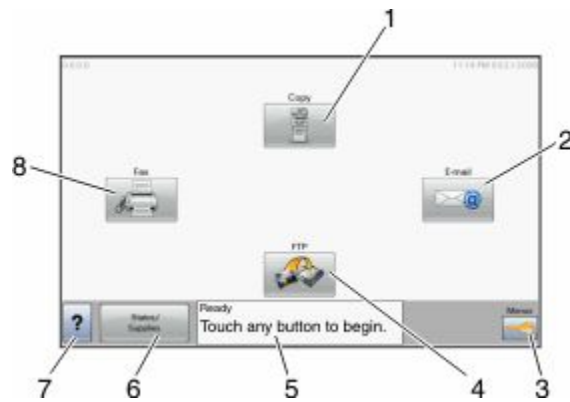 1
Copy
2
E-mail
8
Fax
FTP
Ready
Touch any button to begin.
?
Status/
Supplies
Menus
7
6
5
4
3